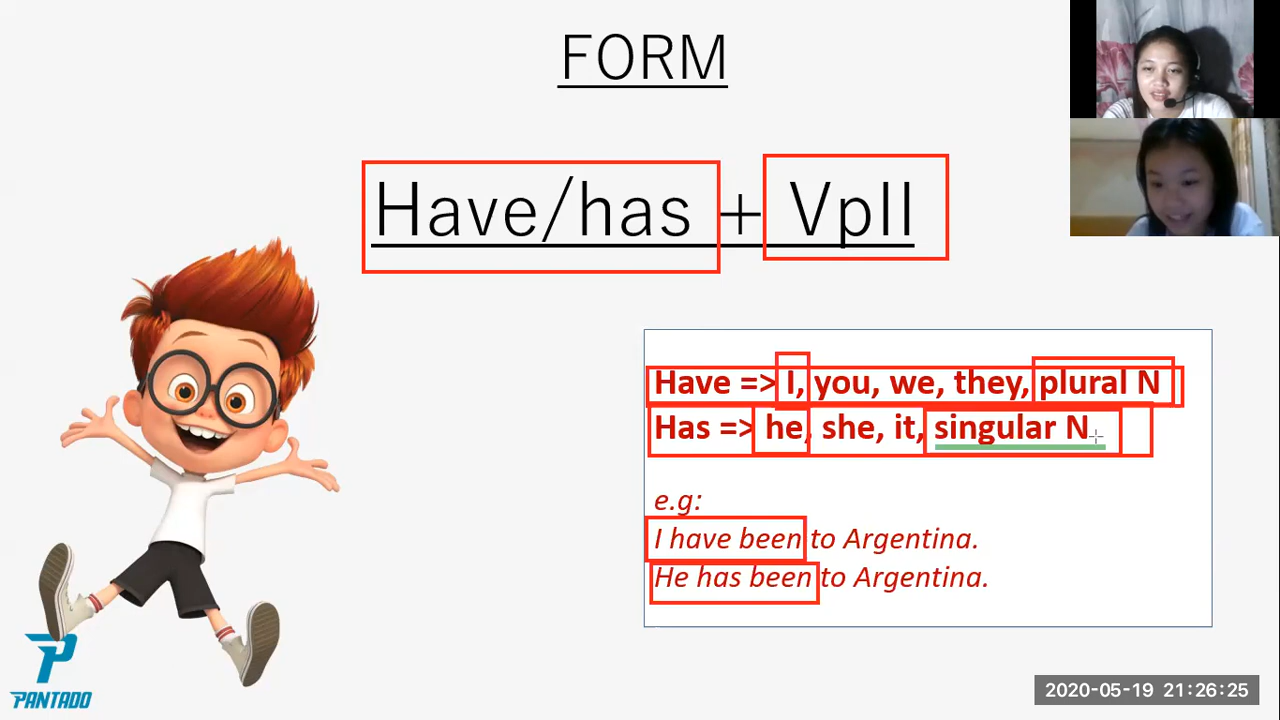 FORM
Have/has + VpII
Have => I, you, we, they, plural N
Has => he, she, it, singular N
e.g:
I have been to Argentina.
He has been to Argentina.
PANTADO
2020-05-19 21:26:25